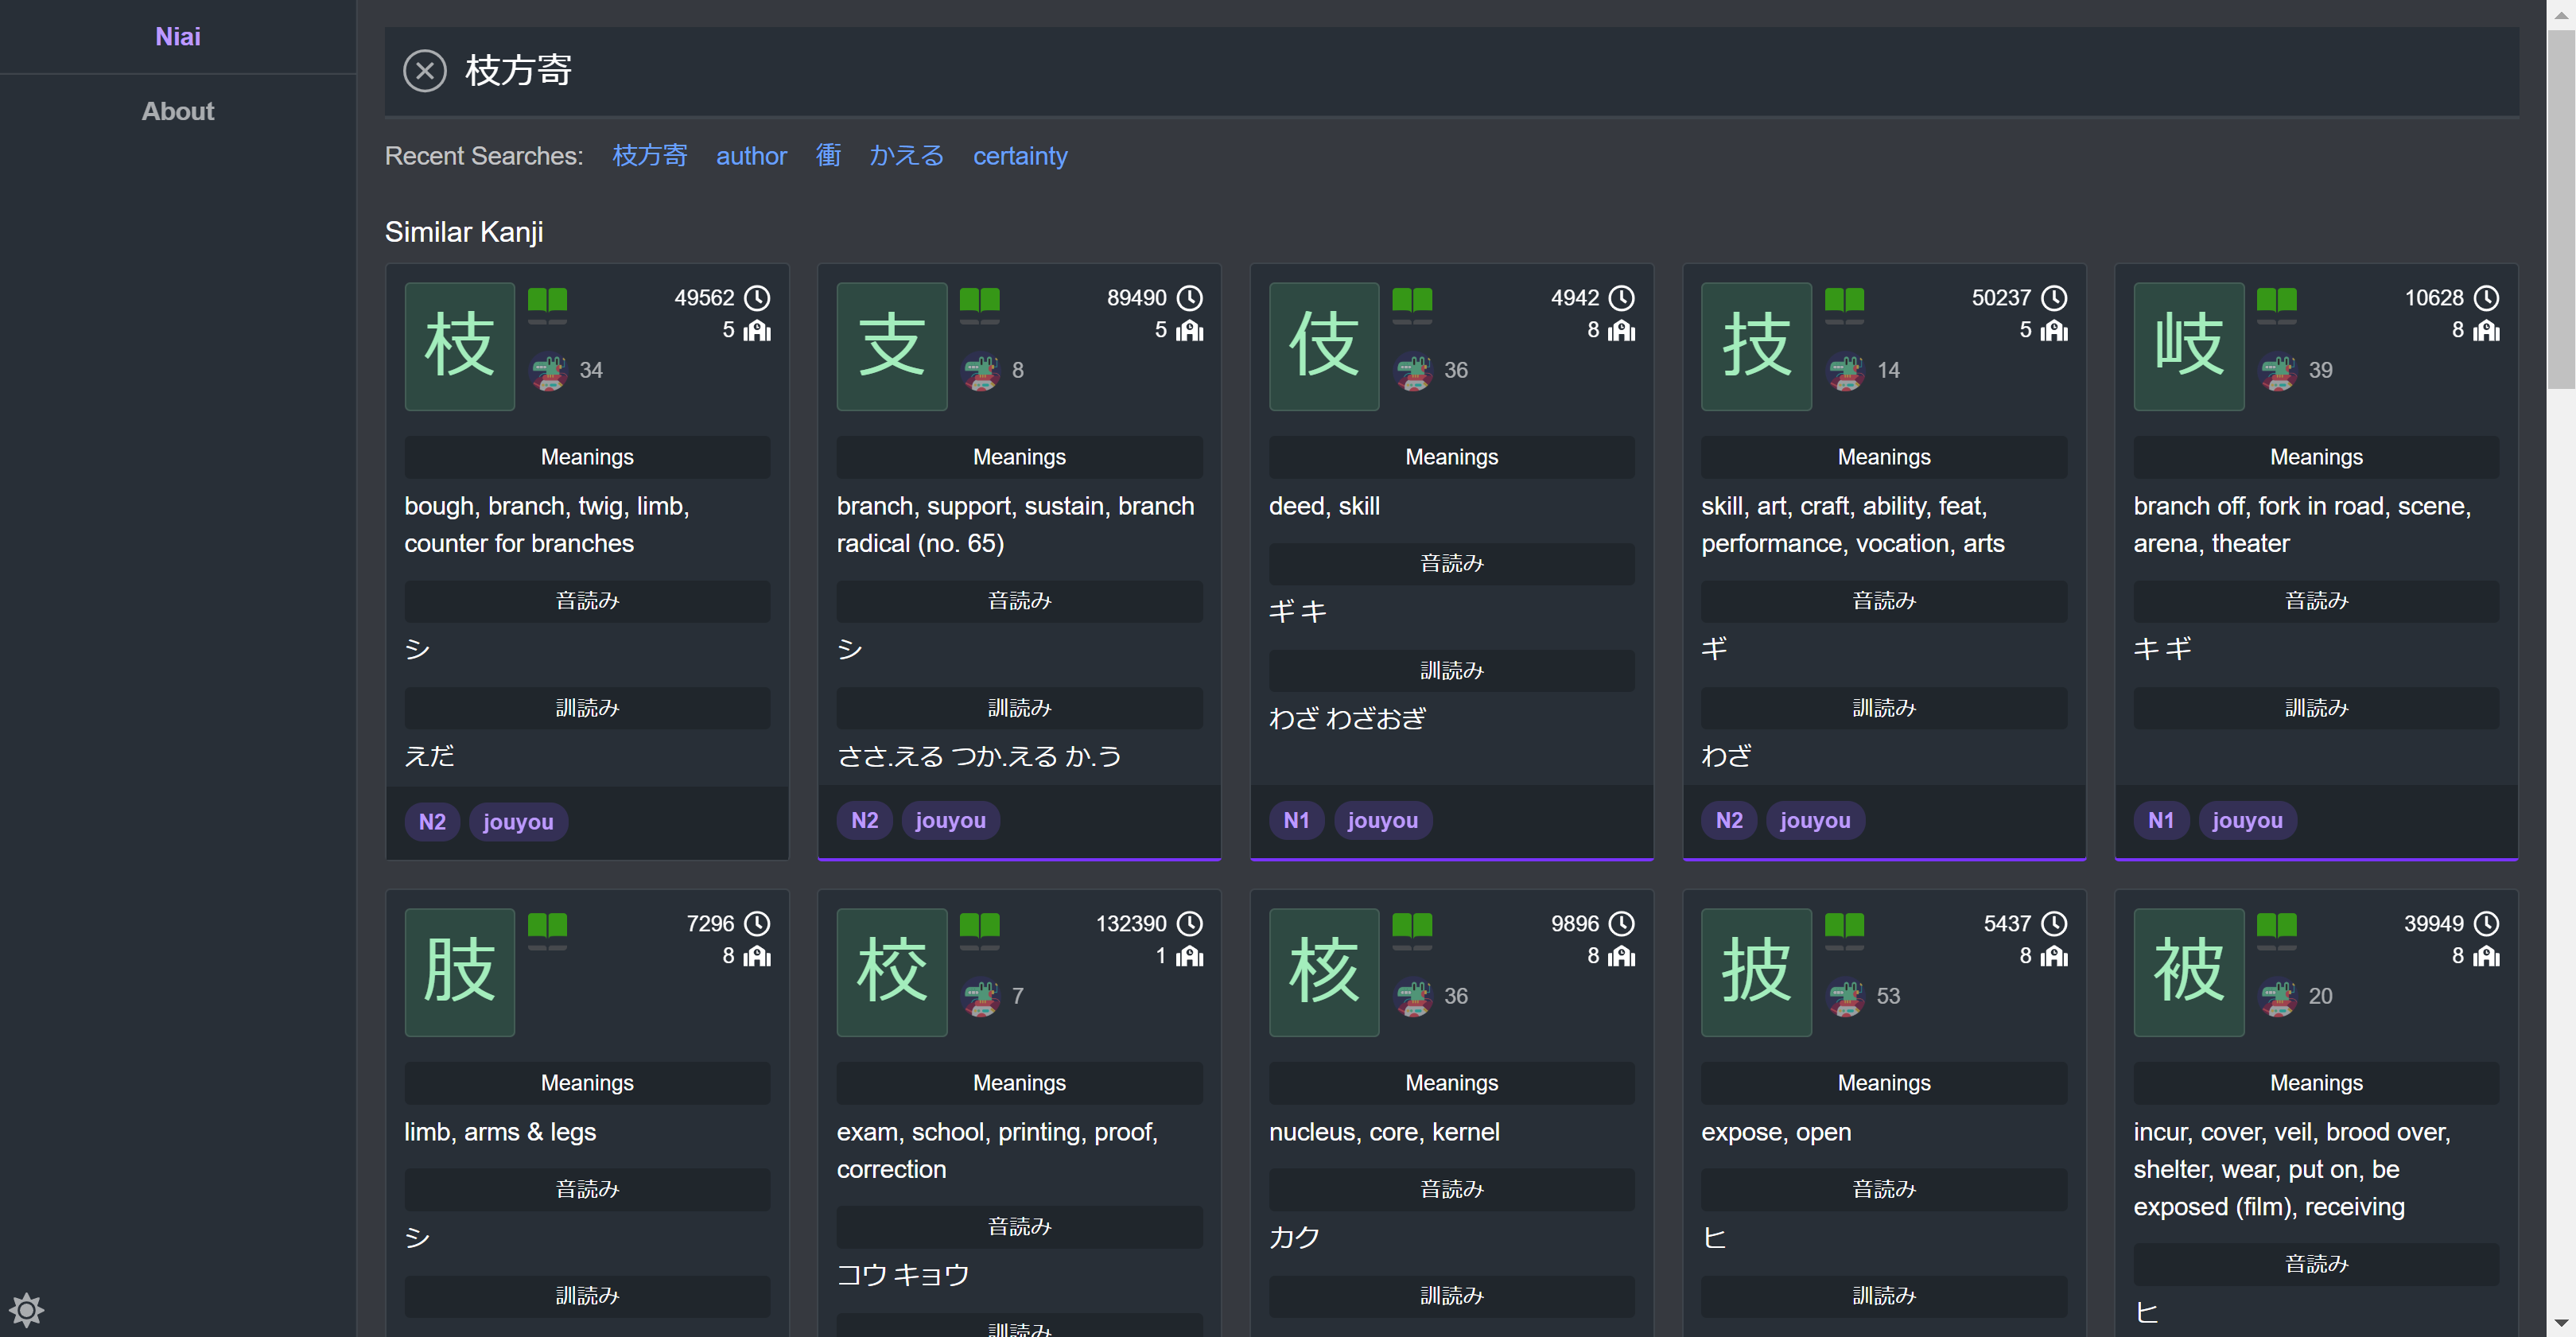 Niai
About
枝方寄
Recent Searches: 枝方寄 author 衝 かえる certainty
Similar Kanji
枝
49562
5
34
Meanings
bough, branch, twig, limb,
counter for branches
音読み
シ
訓読み
えだ
N2 jouyou
支
89490
5
8
Meanings
branch, support, sustain, branch
radical (no. 65)
音読み
シ
訓読み
ささ.える つか.える か.う
N2 jouyou
伎
4942
8
36
Meanings
deed, skill
音読み
ギ キ
訓読み
わざ わざおぎ
N1 jouyou
技
50237
5
14
Meanings
skill, art, craft, ability, feat,
performance, vocation, arts
音読み
ギ
訓読み
わざ
N2 jouyou
岐
10628
8
39
Meanings
branch off, fork in road, scene,
arena, theater
音読み
キ ギ
訓読み
N1 jouyou
肢
7296
8
Meanings
limb, arms & legs
音読み
シ
訓読み
校
132390
1
7
Meanings
exam, school, printing, proof,
correction
音読み
コウ キョウ
訓読み
核
9896
8
36
Meanings
nucleus, core, kernel
音読み
カク
訓読み
披
5437
8
53
Meanings
expose, open
音読み
ヒ
訓読み
被
39949
8
20
Meanings
incur, cover, veil, brood over,
shelter, wear, put on, be
exposed (film), receiving
音読み
ヒ